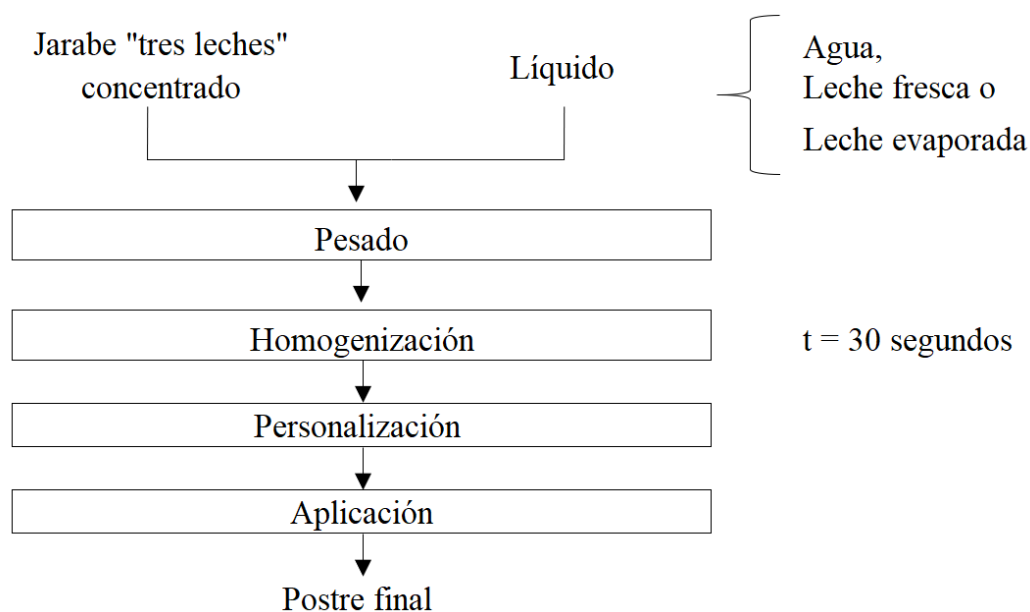 Jarabe "tres leches"
concentrado
Líquido
Agua,
Leche fresca o
Leche evaporada
Pesado
Homogenización
t = 30 segundos
Personalización
Aplicación
Postre final